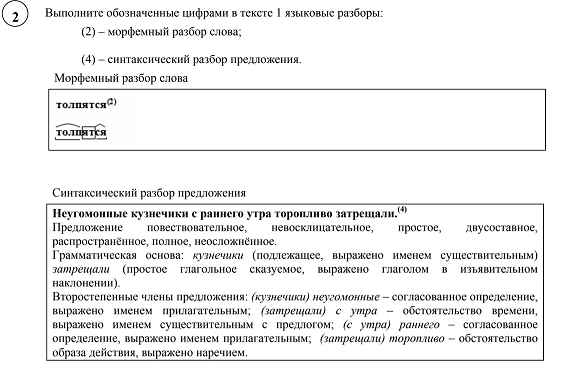 2
Выполните обозначенные цифрами в тексте 1 языковые разборы:
(2) – морфемный разбор слова;
(4) – синтаксический разбор предложения.
Морфемный разбор слова
толпятся(2)
толпятся
Синтаксический разбор предложения
Неугомонные кузнечики с раннего утра торопливо затрещали.(4)
Предложение повествовательное, невосклицательное, простое, двусоставное,
распространённое, полное, неосложнённое.
Грамматическая основа: кузнечики (подлежащее, выражено именем существительным)
затрещали (простое глагольное сказуемое, выражено глаголом в изъявительном
наклонении).
Второстепенные члены предложения: (кузнечики) неугомонные – согласованное определение,
выражено именем прилагательным; (затрещали) с утра – обстоятельство времени,
выражено именем существительным с предлогом; (с утра) раннего – согласованное
определение, выражено именем прилагательным; (затрещали) торопливо – обстоятельство
образа действия, выражено наречием.